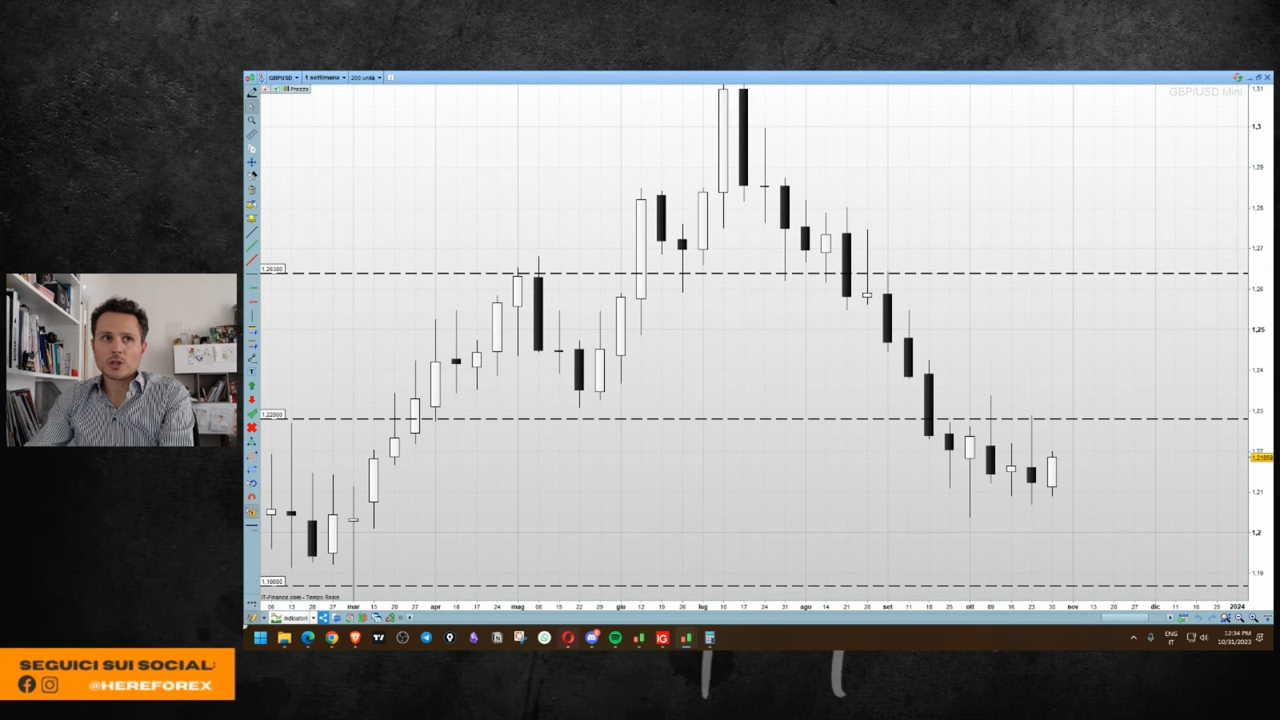 GBPUSD 1 settimana 200 unità
Prezzo
GBP/USD Mini
1,31
1,3
1,29
1,28
1,27
1,26380
1,26
1,25
1,24
1,23
1,22800
1,22
1,21
1,2
1,19
IT-Finance.com - Tempo Reale
06 13 20 27 mar 13 20 27 apr 10 17 24 mag 08 15 22 29 giu 12 19 26 lug 10 17 24 31 ago 14 21 28 set 11 18 25 ott 09 16 23 30 nov 13 20 27 dic 11 18 25 2024
Indicatori
ENG
IT
12:34 PM
10/31/2023
SEGUICI SUI SOCIAL:
@HEREFOREX